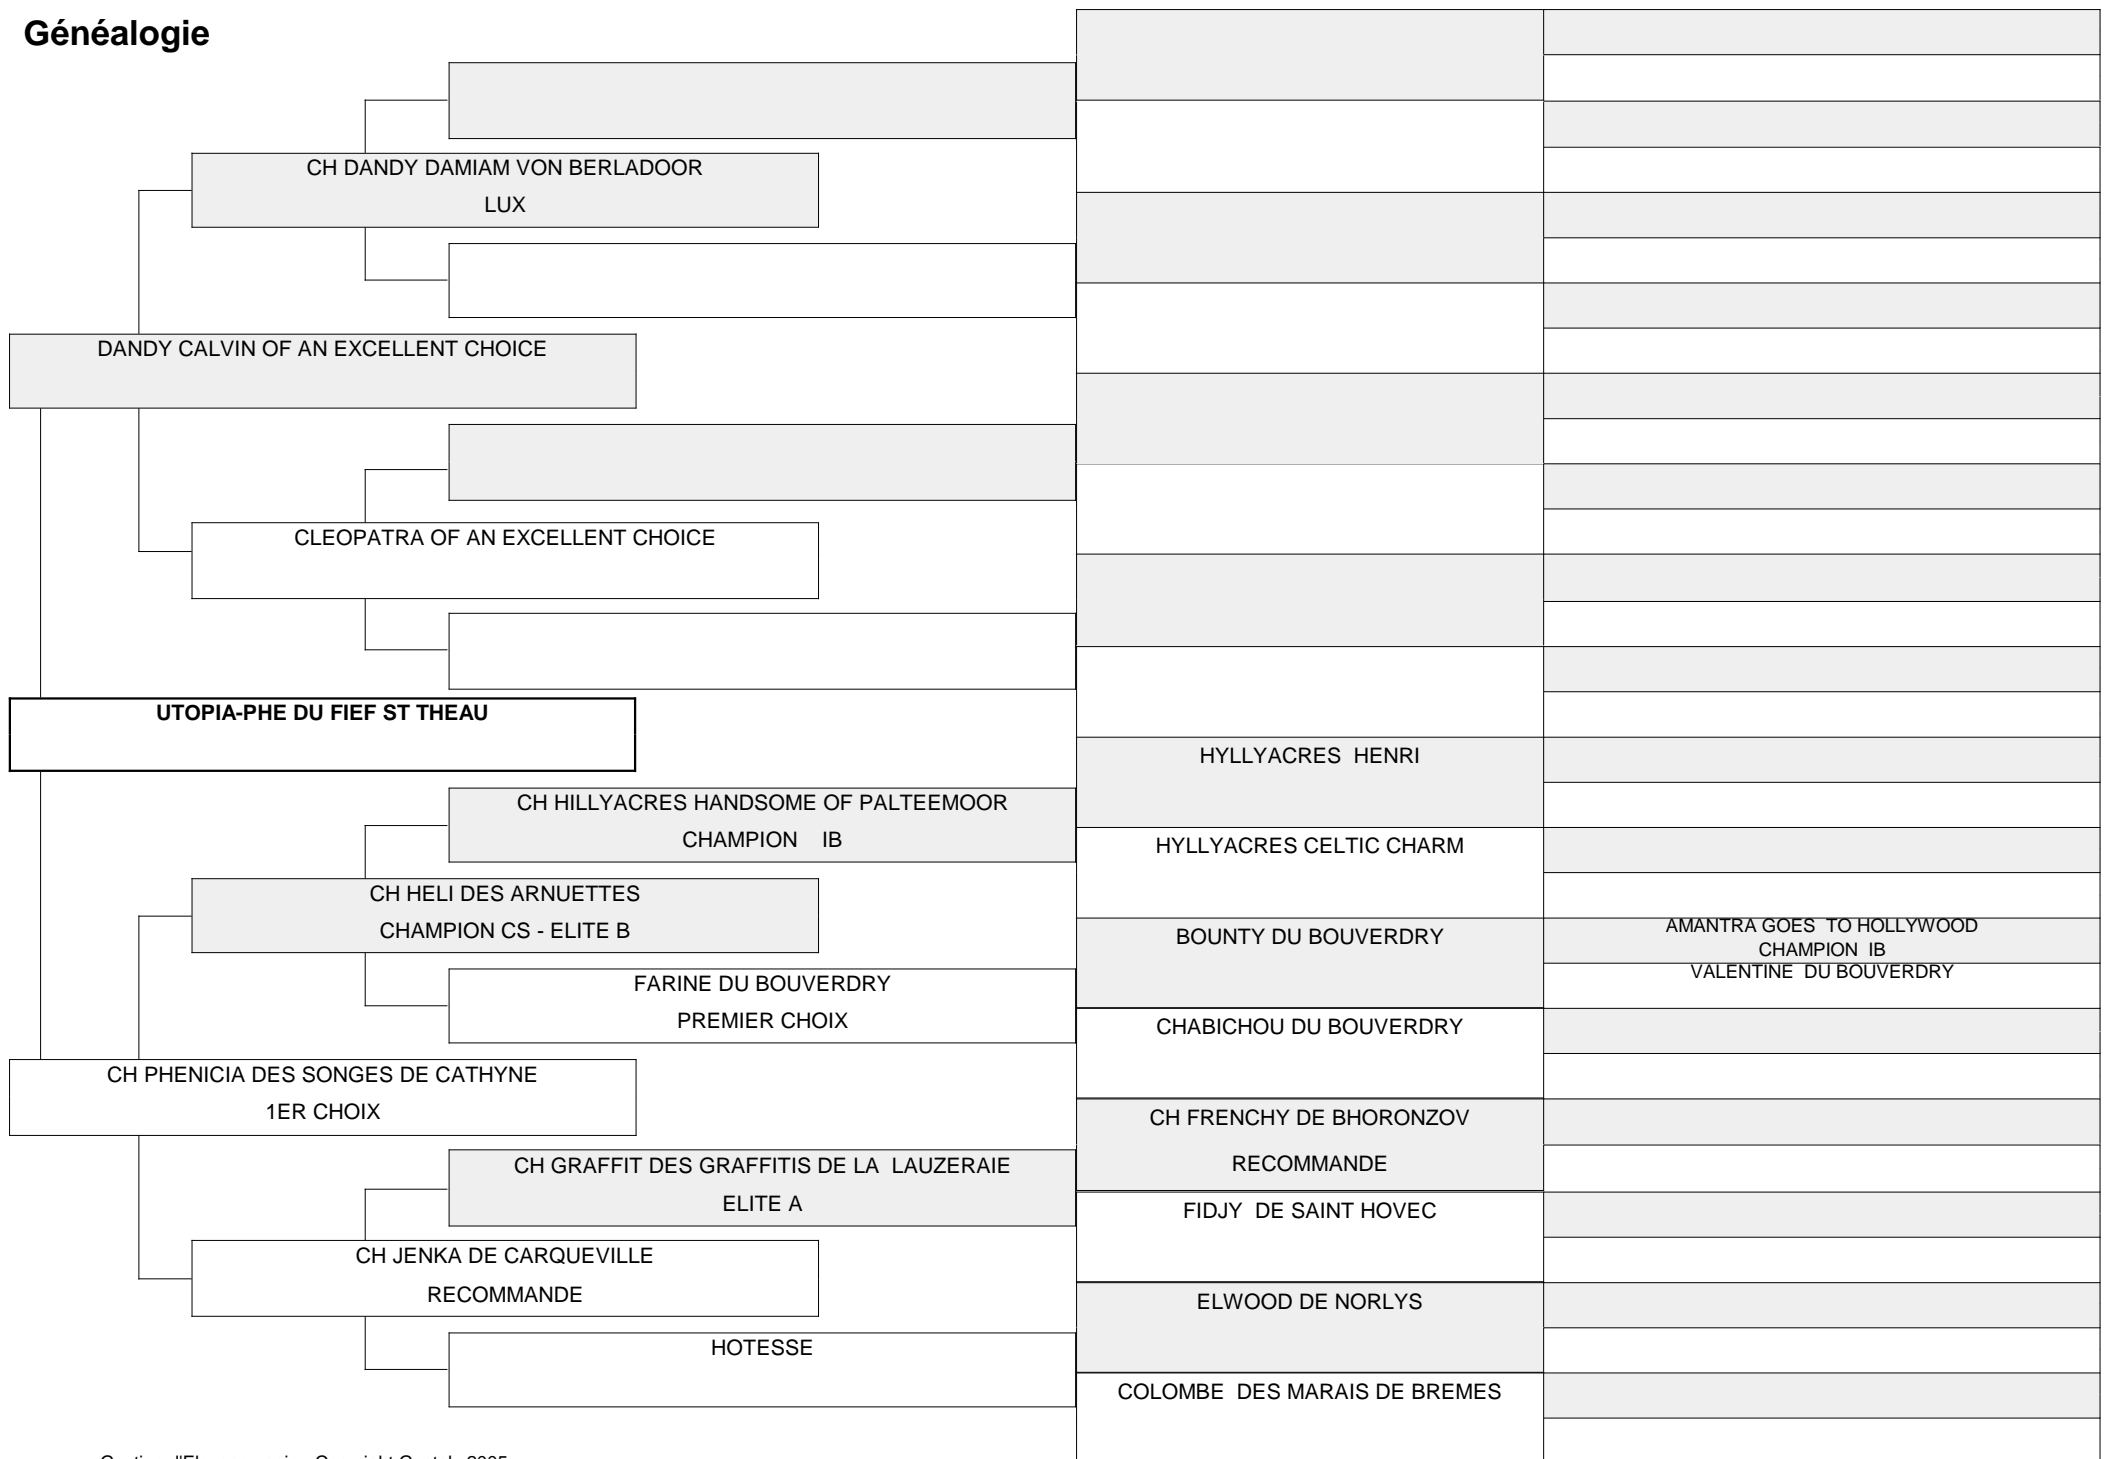 Généalogie
CH DANDY DAMIAM VON BERLADOOR
LUX
DANDY CALVIN OF AN EXCELLENT CHOICE
CLEOPATRA OF AN EXCELLENT CHOICE
UTOPIA-PHE DU FIEF ST THEAU
HYLLYACRES HENRI
CH HILLYACRES HANDSOME OF PALTEEMOOR
CHAMPION IB
HYLLYACRES CELTIC CHARM
CH HELI DES ARNUETTES
CHAMPION CS - ELITE B
BOUNTY DU BOUVERDRY
AMANTRA GOES TO HOLLYWOOD
CHAMPION IB
VALENTINE DU BOUVERDRY
FARINE DU BOUVERDRY
PREMIER CHOIX
CHABICHOU DU BOUVERDRY
CH PHENICIA DES SONGES DE CATHYNE
1ER CHOIX
CH FRENCHY DE BHORONZOV
RECOMMANDE
CH GRAFFIT DES GRAFFITIS DE LA LAUZERAIE
ELITE A
FIDJY DE SAINT HOVEC
CH JENKA DE CARQUEVILLE
RECOMMANDE
ELWOOD DE NORLYS
HOTESSE
COLOMBE DES MARAIS DE BREMES